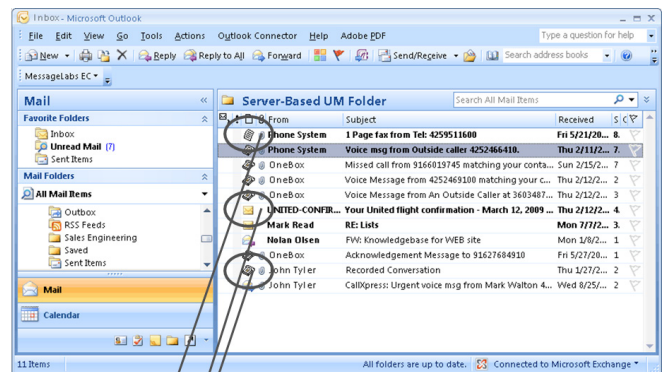 Inbox - Microsoft Outlook
File Edit View Go Tools Actions Outlook Connector Help Adobe PDF Type a question for help
New Reply Reply to All Forward Send/Receive Search address books
MessageLabs EC
Mail
Favorite Folders
Inbox
Unread Mail (7)
Sent Items
Mail Folders
All Mail Items
Outbox
RSS Feeds
Sales Engineering
Saved
Sent Items
Mail
Calendar
Server-Based UM Folder Search All Mail Items
From Subject Received S
Phone System 1 Page fax from Tel: 4259511600 Fri 5/21/20... 8.
Phone System Voice msg from Outside caller 4252466410. Thu 2/11/2... 7.
OneBox Missed call from 9166019745 matching your conta... Sun 2/15/2... 7
OneBox Voice Message from 4252469100 matching your c... Thu 2/12/2... 2
OneBox Voice Message from An Outside Caller at 3603487... Thu 2/12/2... 3
UNITED-CONFIR... Your United flight confirmation - March 12, 2009 ... Thu 2/12/2... 4.
Mark Read RE: Lists Mon 7/7/2... 3.
Nolan Olsen FW: Knowledgebase for WEB site Mon 1/8/2... 1
OneBox Acknowledgement Message to 91627684910 Fri 5/27/20... 1
John Tyler Recorded Conversation Thu 1/27/2... 2
John Tyler CallXpress: Urgent voice msg from Mark Walton 4... Wed 8/25/... 2
11 Items All folders are up to date. Connected to Microsoft Exchange